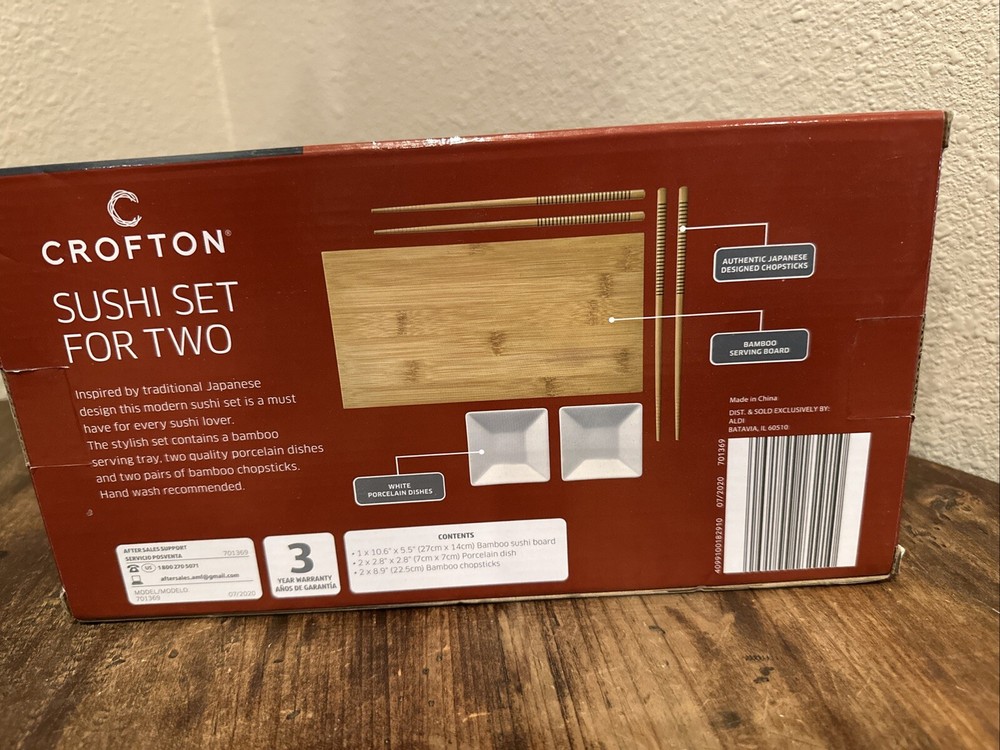 CROFTON®
SUSHI SET
FOR TWO
Inspired by traditional Japanese
design this modern sushi set is a must
have for every sushi lover.
The stylish set contains a bamboo
serving tray, two quality porcelain dishes
and two pairs of bamboo chopsticks.
Hand wash recommended.
AUTHENTIC JAPANESE
DESIGNED CHOPSTICKS
BAMBOO
SERVING BOARD
WHITE
PORCELAIN DISHES
Made in China
DIST. & SOLD EXCLUSIVELY BY:
ALDI
BATAVIA, IL 60510
4099100182910 07/2020 701369
AFTER SALES SUPPORT
SERVICIO POSVENTA 701369
US 1 800 270 5071
aftersales.aml@gmail.com
MODEL/MODELO
701369 07/2020
3
YEAR WARRANTY
AÑOS DE GARANTÍA
CONTENTS
• 1 x 10.6" x 5.5" (27cm x 14cm) Bamboo sushi board
• 2 x 2.8" x 2.8" (7cm x 7cm) Porcelain dish
• 2 x 8.9" (22.5cm) Bamboo chopsticks